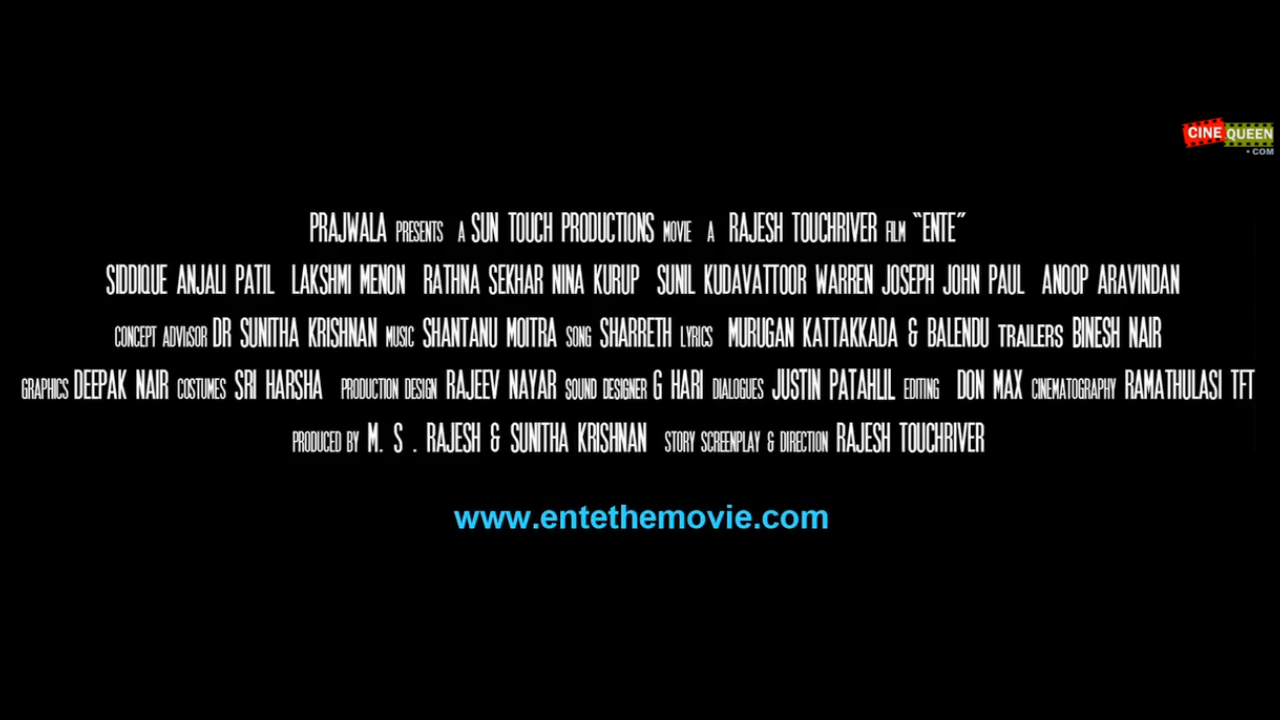 CINE QUEEN
• COM
PRAJWALA PRESENTS A SUN TOUCH PRODUCTIONS MOVIE A RAJESH TOUCHRIVER FILM “ENTE”
SIDDIQUE ANJALI PATIL LAKSHMI MENON RATHNA SEKHAR NINA KURUP SUNIL KUDAVATTOOR WARREN JOSEPH JOHN PAUL ANOOP ARAVINDAN
CONCEPT ADVISOR DR SUNITHA KRISHNAN MUSIC SHANTANU MOITRA SONG SHARRETH LYRICS MURUGAN KATTAKKADA & BALENDU TRAILERS BINESH NAIR
GRAPHICS DEEPAK NAIR COSTUMES SRI HARSHA PRODUCTION DESIGN RAJEEV NAYAR SOUND DESIGNER G HARI DIALOGUES JUSTIN PATAHLIL EDITING DON MAX CINEMATOGRAPHY RAMATHULASI TFT
PRODUCED BY M. S . RAJESH & SUNITHA KRISHNAN STORY SCREENPLAY & DIRECTION RAJESH TOUCHRIVER
www.entethemovie.com